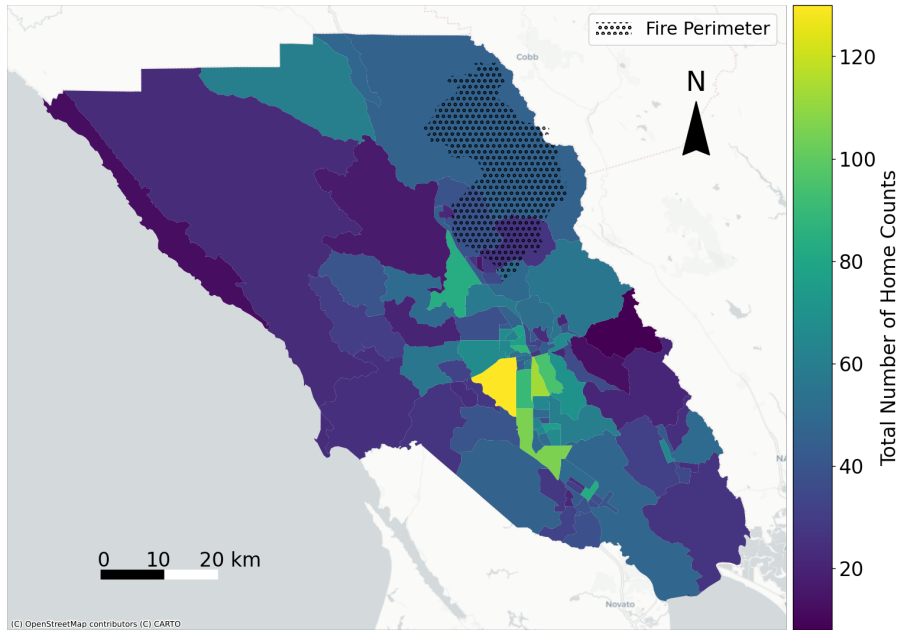 Fire Perimeter
Cobb
N
0 10 20 km
NA
Novato
(C) OpenStreetMap contributors (C) CARTO
120
100
80
60
40
20
Total Number of Home Counts